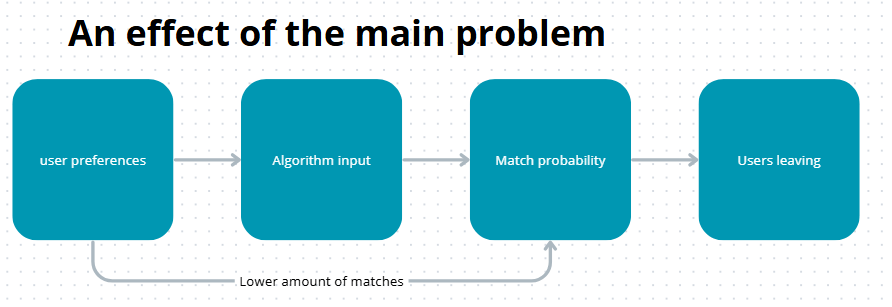 An effect of the main problem
user preferences
Algorithm input
Match probability
Users leaving
Lower amount of matches